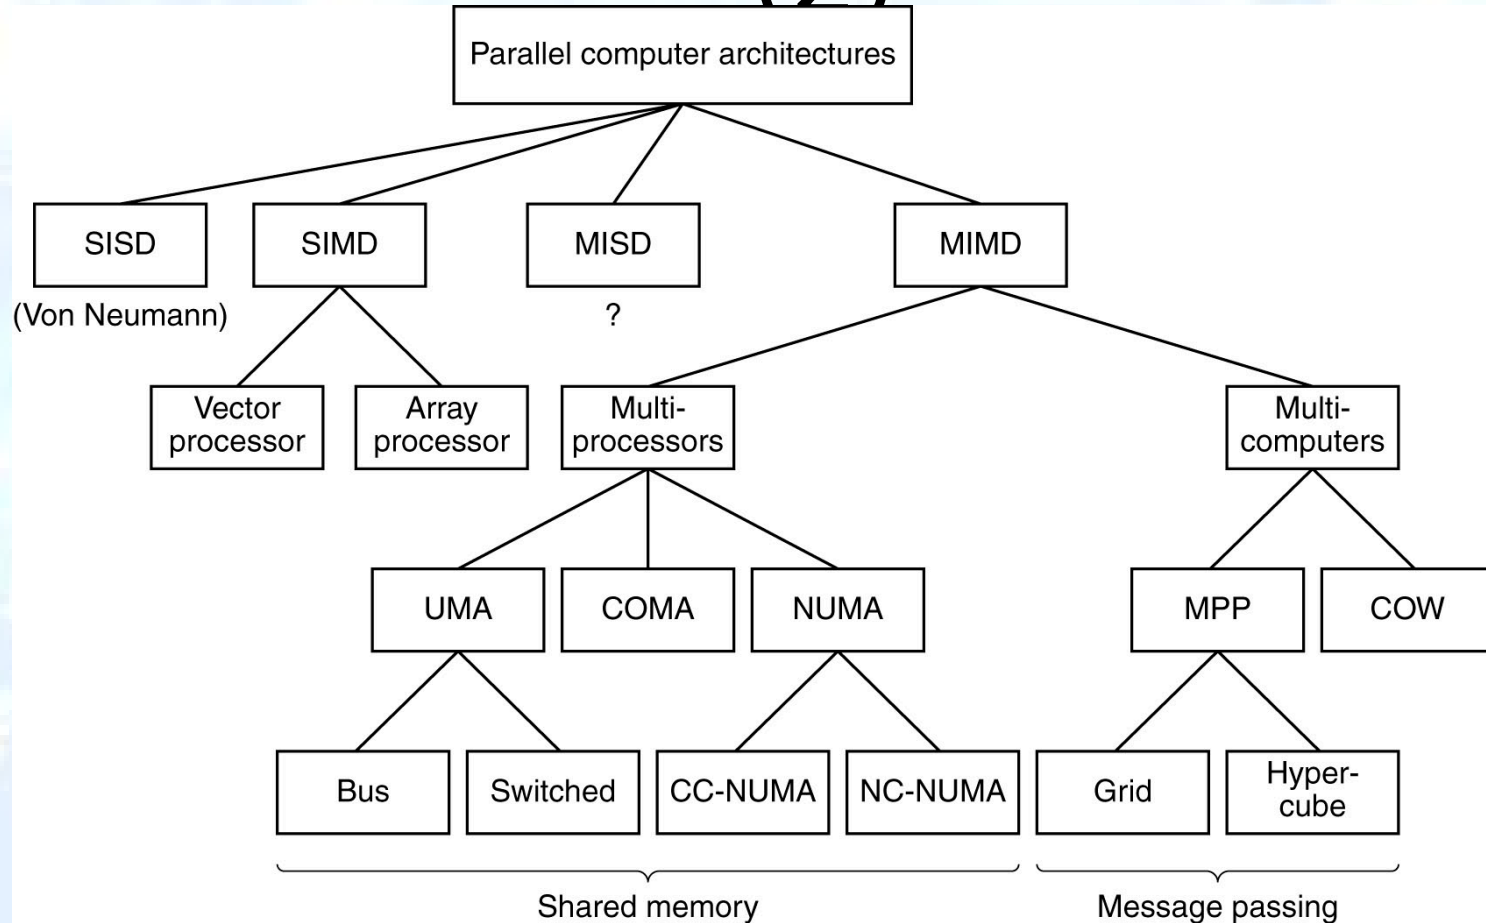 Parallel computer architectures
SISD
SIMD
MISD
MIMD
(Von Neumann)
?
Vector
processor
Array
processor
Multi-
processors
Multi-
computers
UMA
COMA
NUMA
MPP
COW
Bus
Switched
CC-NUMA
NC-NUMA
Grid
Hyper-
cube
Shared memory
Message passing